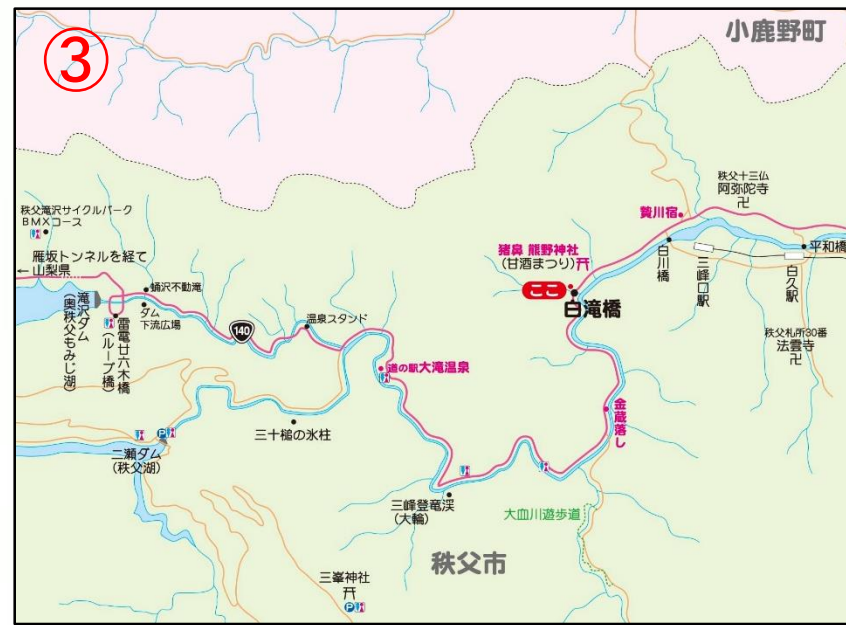 ③
小鹿野町
秩父十三仏
阿弥陀寺
卍
贄川宿
平和橋
白川橋
三峰口駅
白久駅
秩父札所30番
法雲寺
卍
猪鼻 熊野神社
(甘酒まつり)
ここ
白滝橋
秩父滝沢サイクルパーク
BMXコース
雁坂トンネルを経て
←山梨県
滝沢ダム
(奥秩父もみじ湖)
雷電廿六木橋
(ループ橋)
蛹沢不動滝
ダム
下流広場
140
温泉スタンド
道の駅大滝温泉
金蔵落し
三十槌の氷柱
二瀬ダム
(秩父湖)
P
三峰登竜渓
(大輪)
大血川遊歩道
秩父市
三峯神社
P